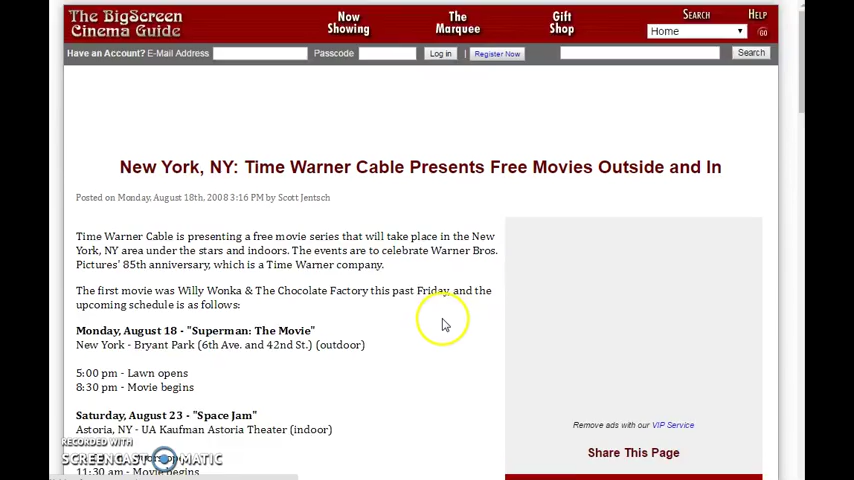 The BigScreen Cinema Guide
Now Showing
The Marquee
Gift Shop
SEARCH
HELP
Home
GO
Have an Account? E-Mail Address
Passcode
Log in
|
Register Now
Search
New York, NY: Time Warner Cable Presents Free Movies Outside and In
Posted on Monday, August 18th, 2008 3:16 PM by Scott Jentsch
Time Warner Cable is presenting a free movie series that will take place in the New
York, NY area under the stars and indoors. The events are to celebrate Warner Bros.
Pictures' 85th anniversary, which is a Time Warner company.
The first movie was Willy Wonka & The Chocolate Factory this past Friday, and the
upcoming schedule is as follows:
Monday, August 18 - "Superman: The Movie"
New York - Bryant Park (6th Ave. and 42nd St.) (outdoor)
5:00 pm - Lawn opens
8:30 pm - Movie begins
Saturday, August 23 - "Space Jam"
Astoria, NY - UA Kaufman Astoria Theater (indoor)
11:30 am - Movie begins
Remove ads with our VIP Service
Share This Page
RECORDED WITH
SCREENCAST MATIC